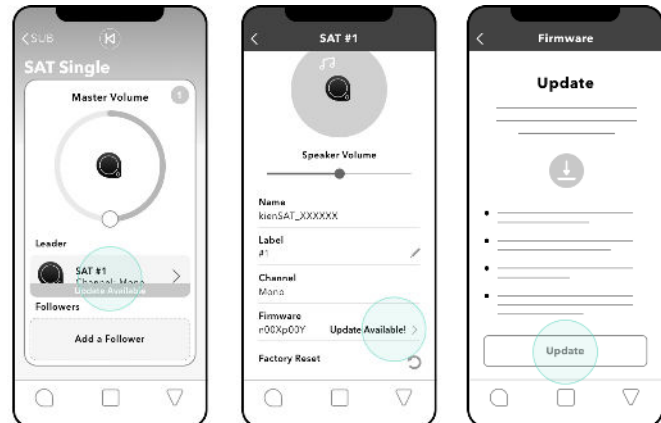 SUB
SAT Single
Master Volume
1
Leader
SAT #1
Channel: Mono
Update Available
Followers
Add a Follower
SAT #1
Speaker Volume
Name
kienSAT_XXXXXX
Label
#1
Channel
Mono
Firmware
n00Xp00Y Update Available!
Factory Reset
Firmware
Update
Update